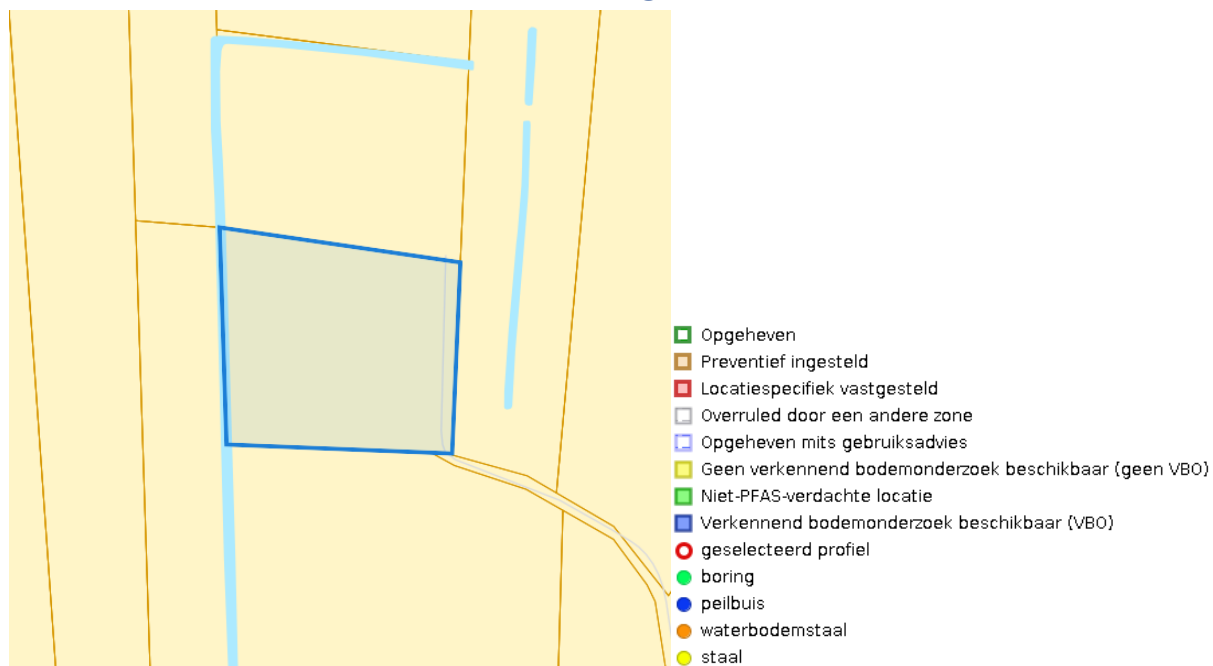 Opgeheven
Preventief ingesteld
Locatiespecifiek vastgesteld
Overruled door een andere zone
Opgeheven mits gebruiksadvies
Geen verkennend bodemonderzoek beschikbaar (geen VBO)
Niet-PFAS-verdachte locatie
Verkennend bodemonderzoek beschikbaar (VBO)
geselecteerd profiel
boring
peilbuis
waterbodemstaal
staal